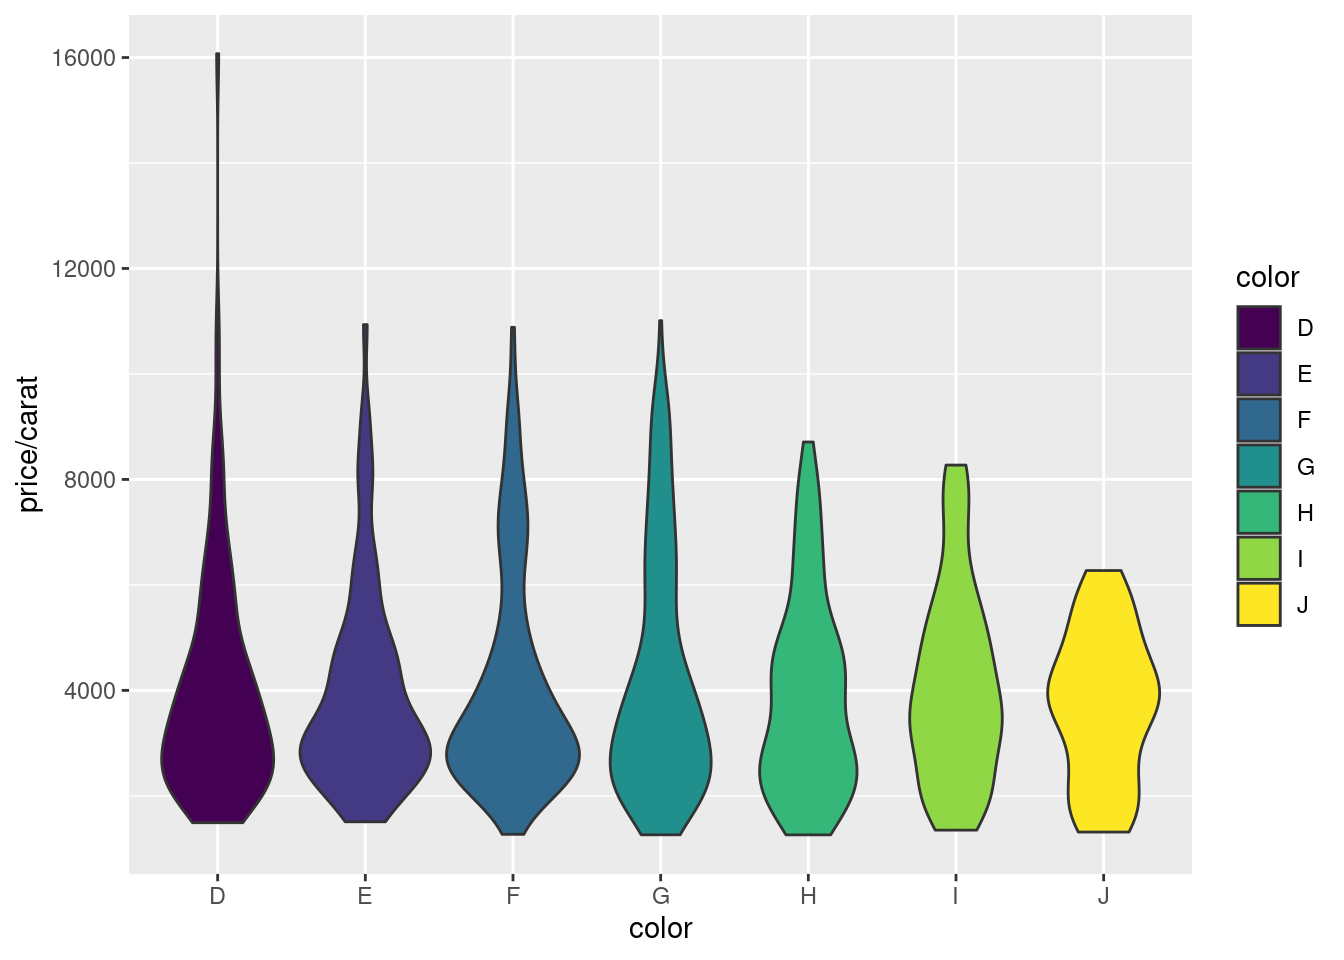 16000
12000
8000
4000
price/carat
D E F G H I J
color
color
D
E
F
G
H
I
J